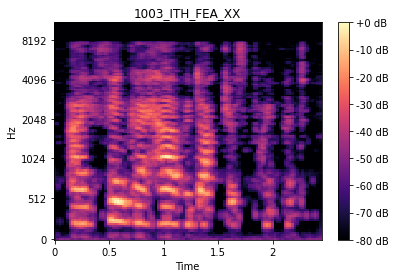 1003_ITH_FEA_XX
+0 dB
8192
-10 dB
4096
-20 dB
-30 dB
2048
Hz
-40 dB
1024
-50 dB
512
-60 dB
-70 dB
0
-80 dB
0 0.5 1 1.5 2
Time